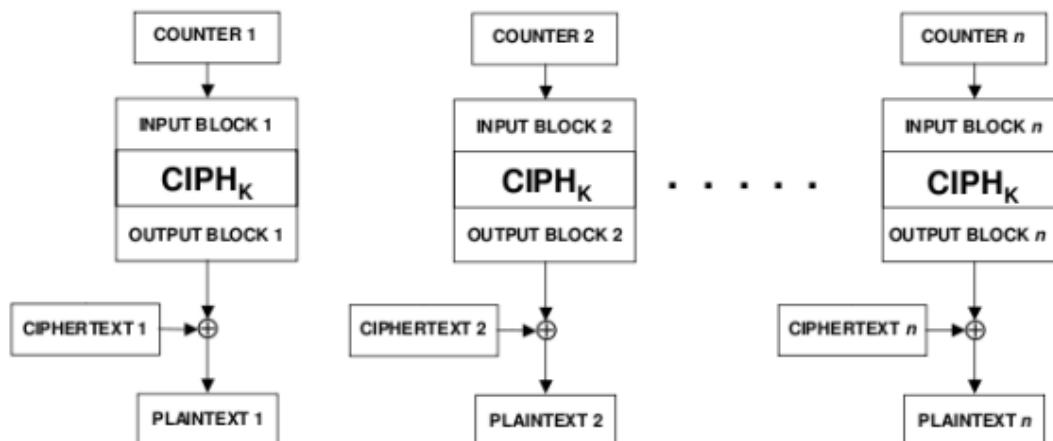 COUNTER 1 COUNTER 2 COUNTER n
INPUT BLOCK 1 INPUT BLOCK 2 INPUT BLOCK n
CIPHK CIPHK . . . . . CIPHK
OUTPUT BLOCK 1 OUTPUT BLOCK 2 OUTPUT BLOCK n
CIPHERTEXT 1 ⊕ CIPHERTEXT 2 ⊕ CIPHERTEXT n ⊕
PLAINTEXT 1 PLAINTEXT 2 PLAINTEXT n